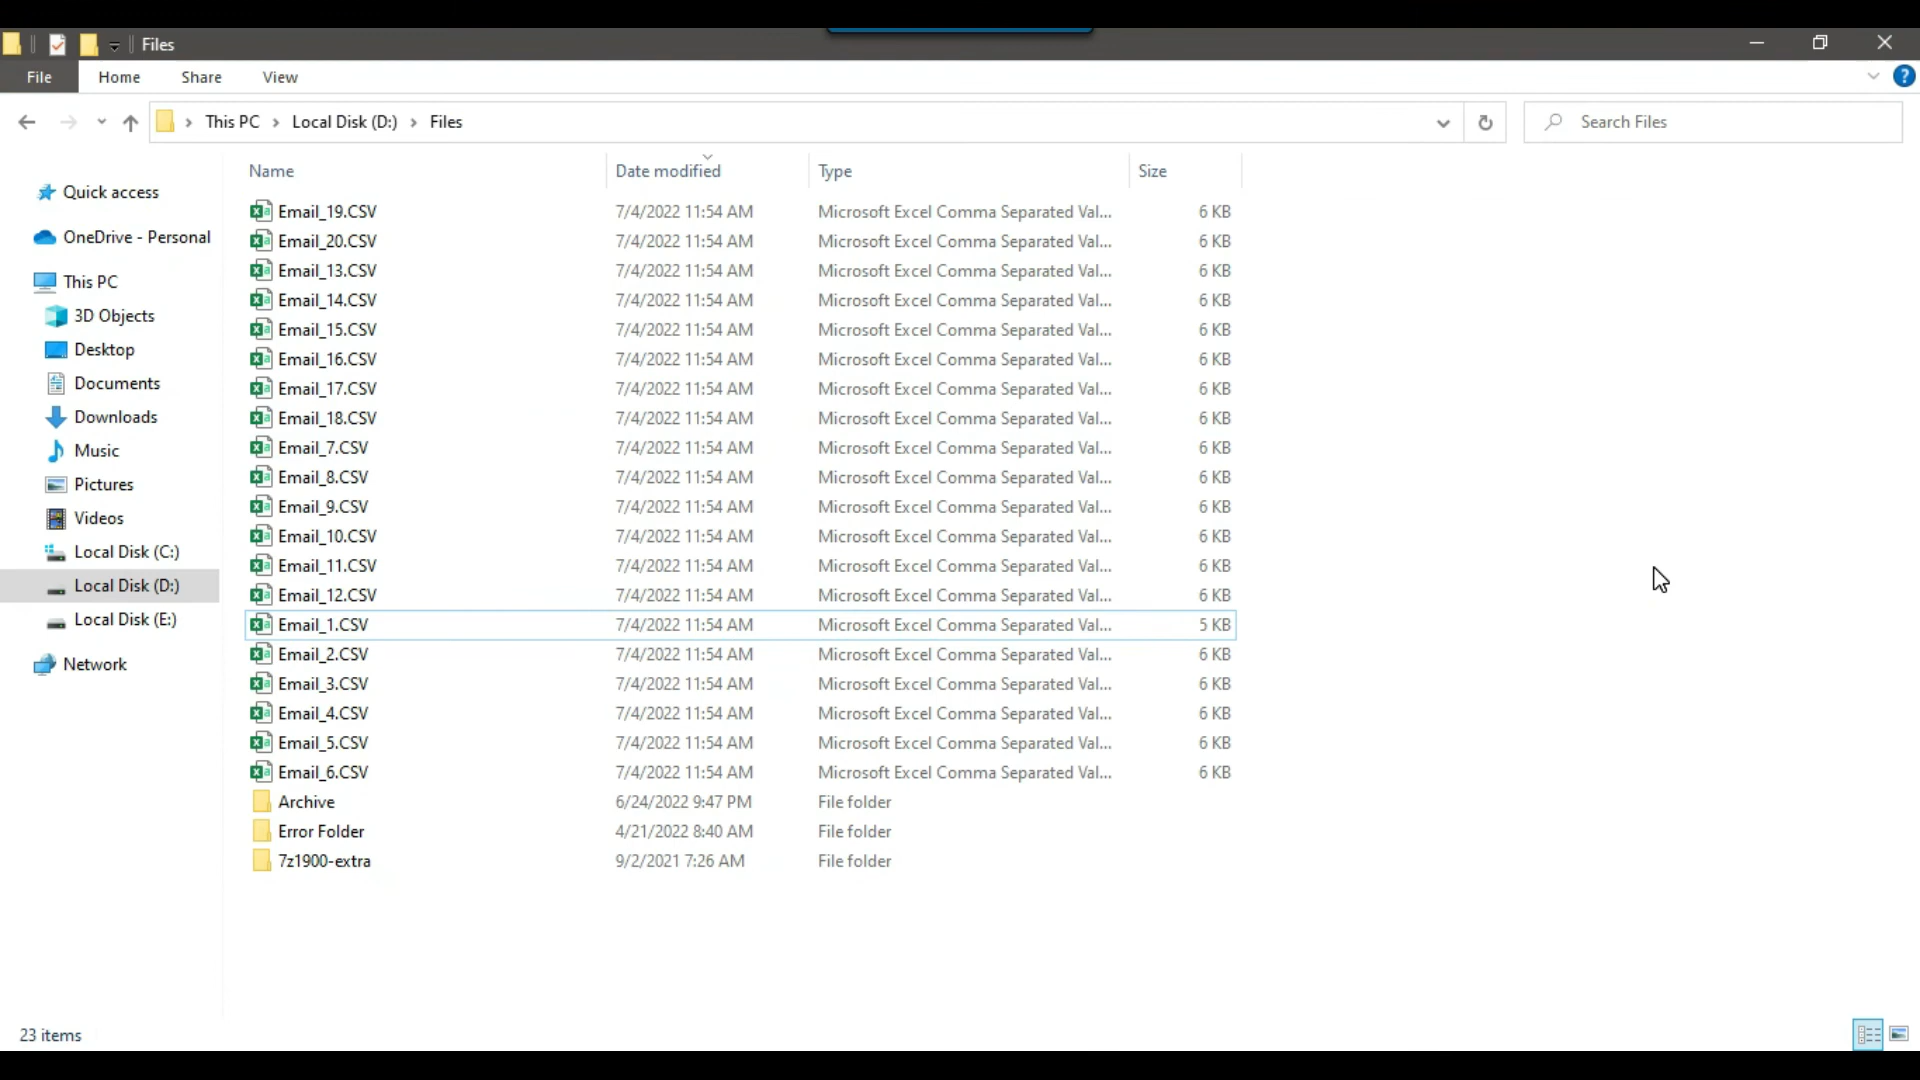 Files
File Home Share View
This PC Local Disk (D:) Files Search Files
Name Date modified Type Size
Quick access
OneDrive - Personal
This PC
3D Objects
Desktop
Documents
Downloads
Music
Pictures
Videos
Local Disk (C:)
Local Disk (D:)
Local Disk (E:)
Network
Email_19.CSV 7/4/2022 11:54 AM Microsoft Excel Comma Separated Val... 6 KB
Email_20.CSV 7/4/2022 11:54 AM Microsoft Excel Comma Separated Val... 6 KB
Email_13.CSV 7/4/2022 11:54 AM Microsoft Excel Comma Separated Val... 6 KB
Email_14.CSV 7/4/2022 11:54 AM Microsoft Excel Comma Separated Val... 6 KB
Email_15.CSV 7/4/2022 11:54 AM Microsoft Excel Comma Separated Val... 6 KB
Email_16.CSV 7/4/2022 11:54 AM Microsoft Excel Comma Separated Val... 6 KB
Email_17.CSV 7/4/2022 11:54 AM Microsoft Excel Comma Separated Val... 6 KB
Email_18.CSV 7/4/2022 11:54 AM Microsoft Excel Comma Separated Val... 6 KB
Email_7.CSV 7/4/2022 11:54 AM Microsoft Excel Comma Separated Val... 6 KB
Email_8.CSV 7/4/2022 11:54 AM Microsoft Excel Comma Separated Val... 6 KB
Email_9.CSV 7/4/2022 11:54 AM Microsoft Excel Comma Separated Val... 6 KB
Email_10.CSV 7/4/2022 11:54 AM Microsoft Excel Comma Separated Val... 6 KB
Email_11.CSV 7/4/2022 11:54 AM Microsoft Excel Comma Separated Val... 6 KB
Email_12.CSV 7/4/2022 11:54 AM Microsoft Excel Comma Separated Val... 6 KB
Email_1.CSV 7/4/2022 11:54 AM Microsoft Excel Comma Separated Val... 5 KB
Email_2.CSV 7/4/2022 11:54 AM Microsoft Excel Comma Separated Val... 6 KB
Email_3.CSV 7/4/2022 11:54 AM Microsoft Excel Comma Separated Val... 6 KB
Email_4.CSV 7/4/2022 11:54 AM Microsoft Excel Comma Separated Val... 6 KB
Email_5.CSV 7/4/2022 11:54 AM Microsoft Excel Comma Separated Val... 6 KB
Email_6.CSV 7/4/2022 11:54 AM Microsoft Excel Comma Separated Val... 6 KB
Archive 6/24/2022 9:47 PM File folder
Error Folder 4/21/2022 8:40 AM File folder
7z1900-extra 9/2/2021 7:26 AM File folder
23 items